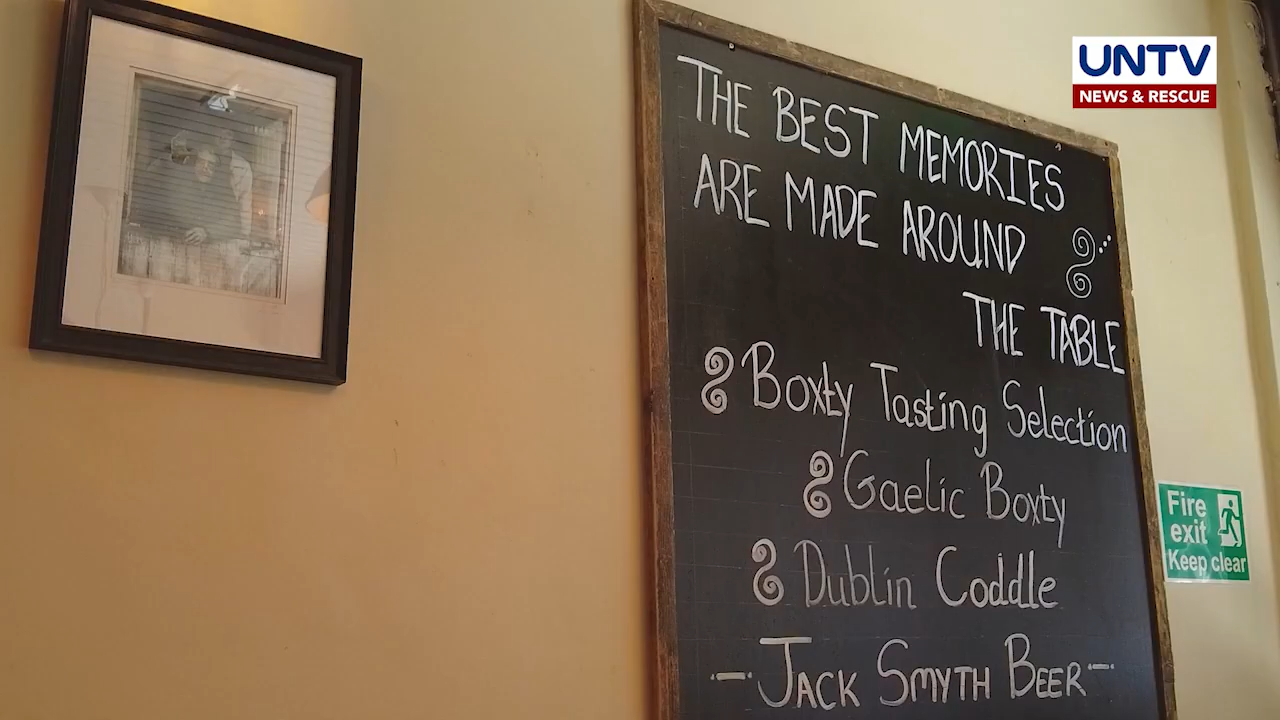 UNTV
NEWS & RESCUE
THE BEST MEMORIES
ARE MADE AROUND
THE TABLE
Boxty Tasting Selection
Gaelic Boxty
Dublin Coddle
- Jack Smyth Beer -
Fire
exit
Keep clear